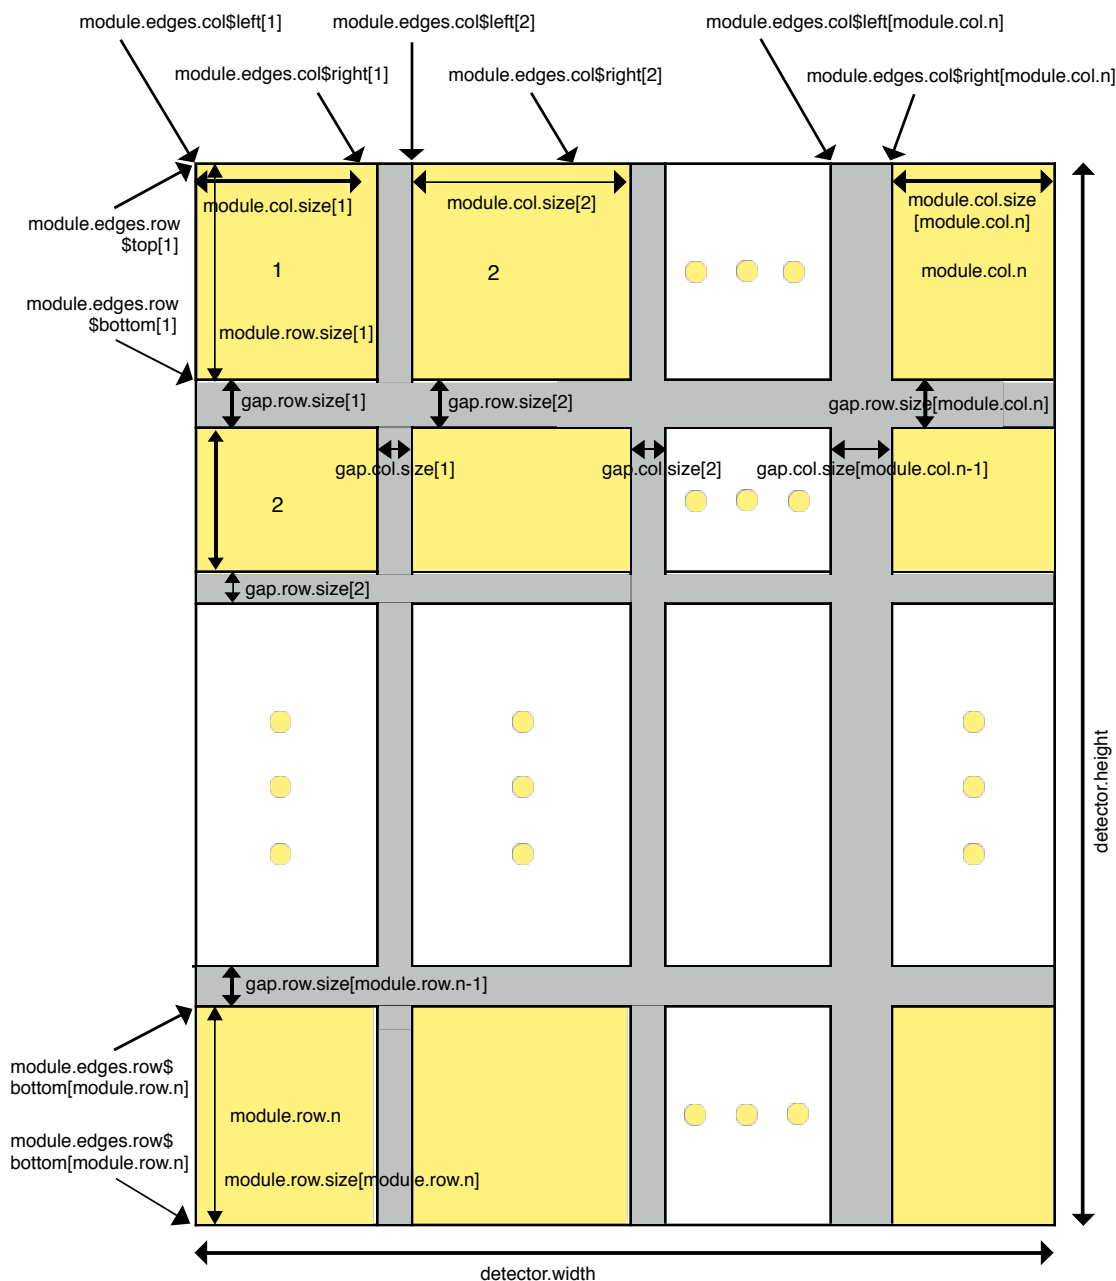 module.edges.col$left[1]
module.edges.col$left[2]
module.edges.col$left[module.col.n]
module.edges.col$right[1]
module.edges.col$right[2]
module.edges.col$right[module.col.n]
module.col.size[1]
module.col.size[2]
module.col.size
[module.col.n]
module.edges.row
$top[1]
1
2
module.col.n
module.edges.row
$bottom[1]
module.row.size[1]
gap.row.size[1]
gap.row.size[2]
gap.row.size[module.col.n]
gap.col.size[1]
gap.col.size[2]
gap.col.size[module.col.n-1]
2
gap.row.size[2]
detector.height
gap.row.size[module.row.n-1]
module.edges.row$
bottom[module.row.n]
module.row.n
module.edges.row$
bottom[module.row.n]
module.row.size[module.row.n]
detector.width